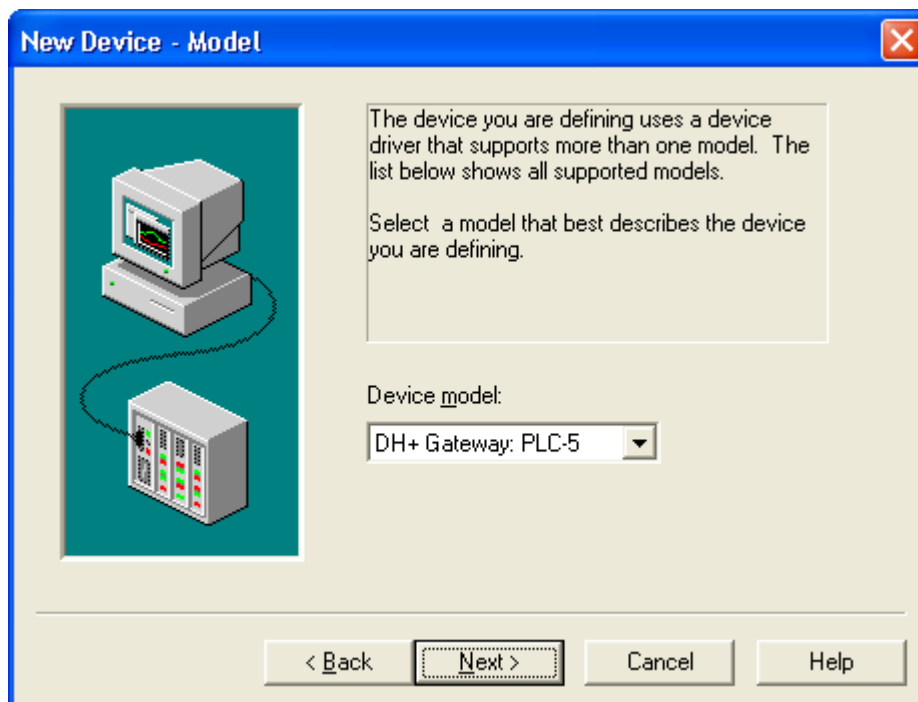 New Device - Model
The device you are defining uses a device
driver that supports more than one model. The
list below shows all supported models.
Select a model that best describes the device
you are defining.
Device model:
DH+ Gateway: PLC-5
< Back
Next >
Cancel
Help